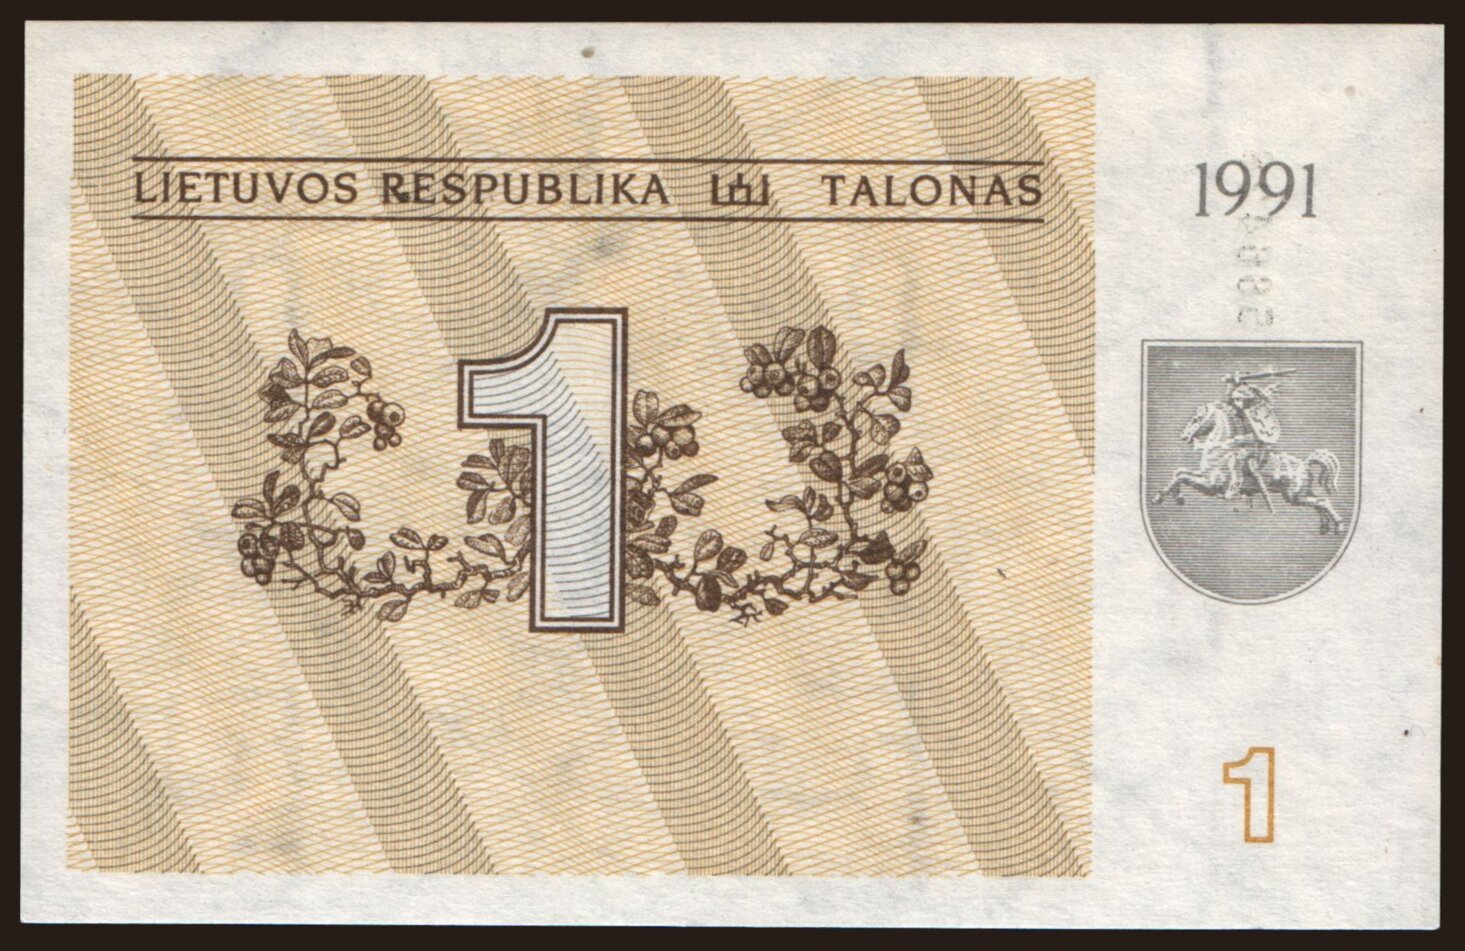 LIETUVOS RESPUBLIKA TALONAS
1991
1
1